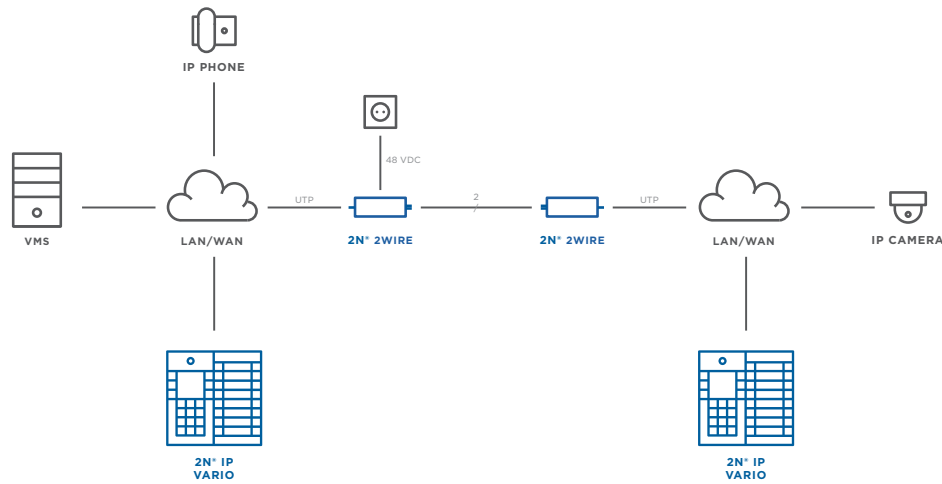 IP PHONE
48 VDC
UTP
2
UTP
VMS
LAN/WAN
2N® 2WIRE
2N® 2WIRE
LAN/WAN
IP CAMERA
2N® IP
VARIO
2N® IP
VARIO